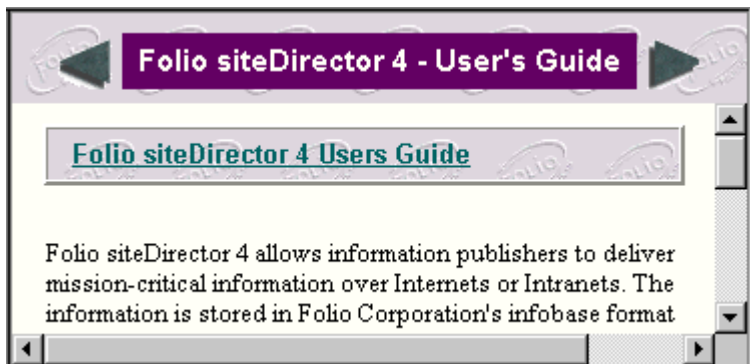 Folio siteDirector 4 - User's Guide
Folio siteDirector 4 Users Guide
Folio siteDirector 4 allows information publishers to deliver
mission-critical information over Internets or Intranets. The
information is stored in Folio Corporation's infobase format